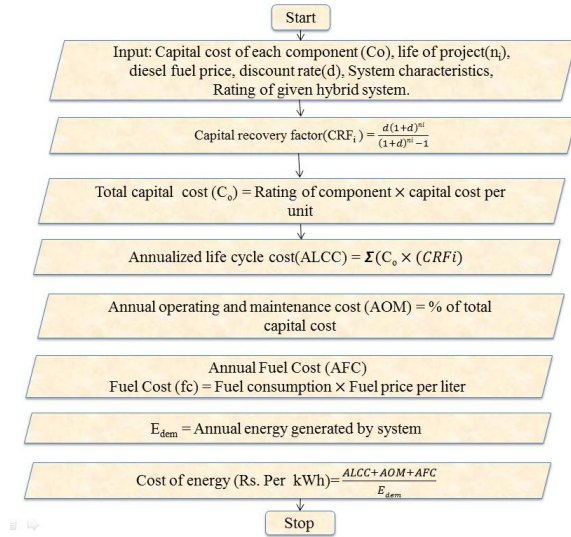 Start
Input: Capital cost of each component (Co), life of project(nᵢ),
diesel fuel price, discount rate(d), System characteristics,
Rating of given hybrid system.
Capital recovery factor(CRFᵢ) = d(1+d)^ni / (1+d)^ni −1
Total capital cost (Cₒ) = Rating of component × capital cost per
unit
Annualized life cycle cost(ALCC) = Σ(Cₒ × (CRFi)
Annual operating and maintenance cost (AOM) = % of total
capital cost
Annual Fuel Cost (AFC)
Fuel Cost (fc) = Fuel consumption × Fuel price per liter
E_dem = Annual energy generated by system
Cost of energy (Rs. Per kWh)= ALCC+AOM+AFC / E_dem
Stop